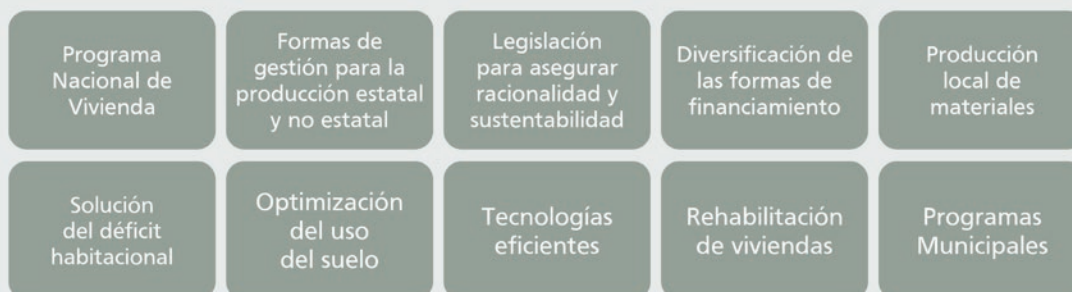 Programa
Nacional de
Vivienda
Formas de
gestión para la
producción estatal
y no estatal
Legislación
para asegurar
racionalidad y
sustentabilidad
Diversificación de
las formas de
financiamiento
Producción
local de
materiales
Solución
del déficit
habitacional
Optimización
del uso
del suelo
Tecnologías
eficientes
Rehabilitación
de viviendas
Programas
Municipales